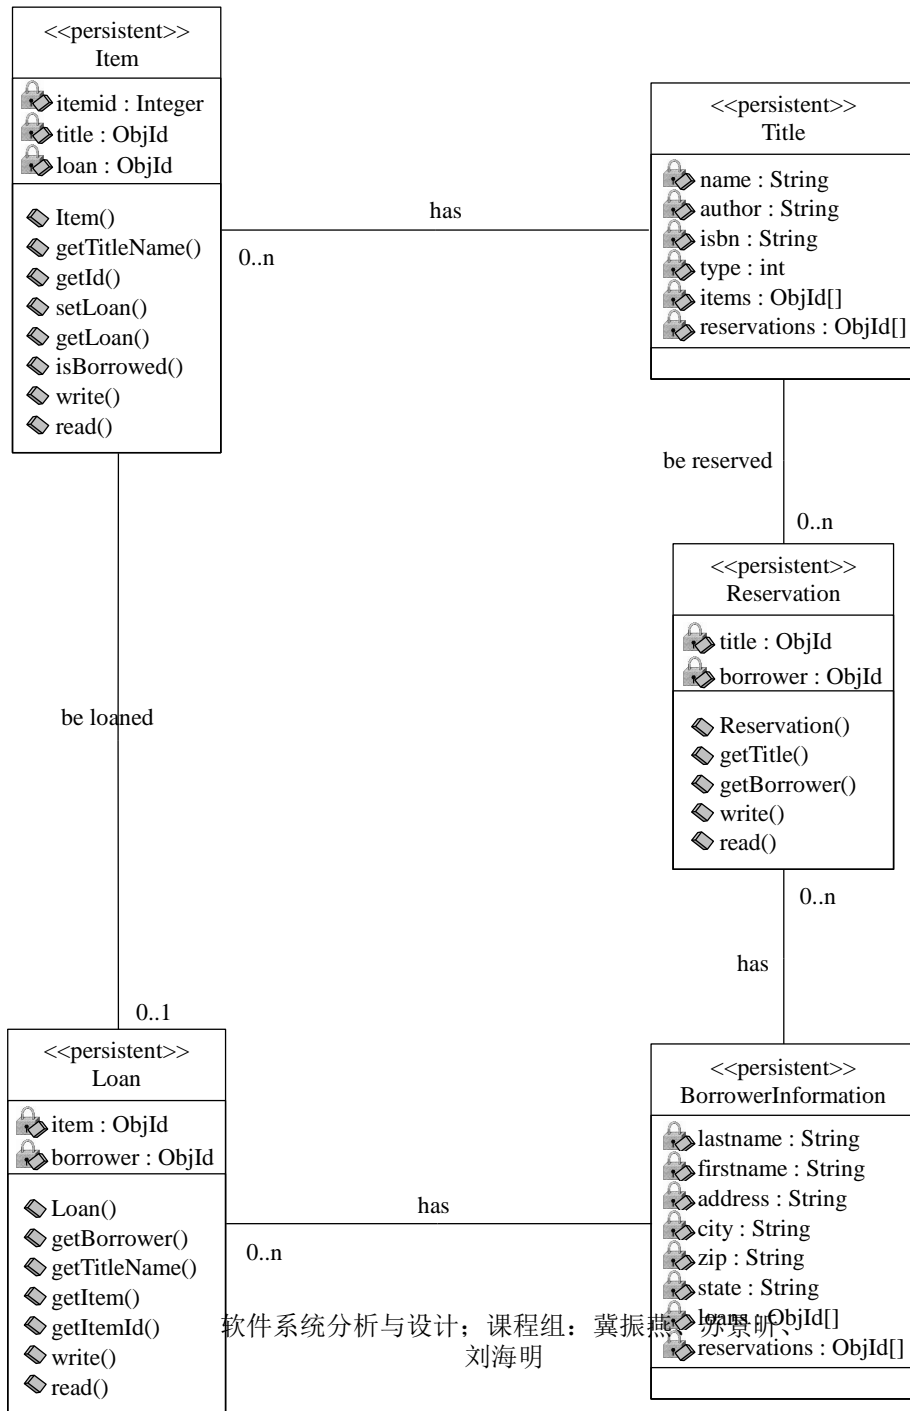 <<persistent>>
Item
itemid : Integer
title : ObjId
loan : ObjId
Item()
getTitleName()
getId()
setLoan()
getLoan()
isBorrowed()
write()
read()
has
0..n
<<persistent>>
Title
name : String
author : String
isbn : String
type : int
items : ObjId[]
reservations : ObjId[]
be reserved
0..n
<<persistent>>
Reservation
title : ObjId
borrower : ObjId
Reservation()
getTitle()
getBorrower()
write()
read()
0..n
has
be loaned
0..1
<<persistent>>
Loan
item : ObjId
borrower : ObjId
Loan()
getBorrower()
getTitleName()
getItem()
getItemId()
write()
read()
has
0..n
<<persistent>>
BorrowerInformation
lastname : String
firstname : String
address : String
city : String
zip : String
state : String
loans : ObjId[]
reservations : ObjId[]
软件系统分析与设计；课程组：冀振燕、苏景昕、
刘海明